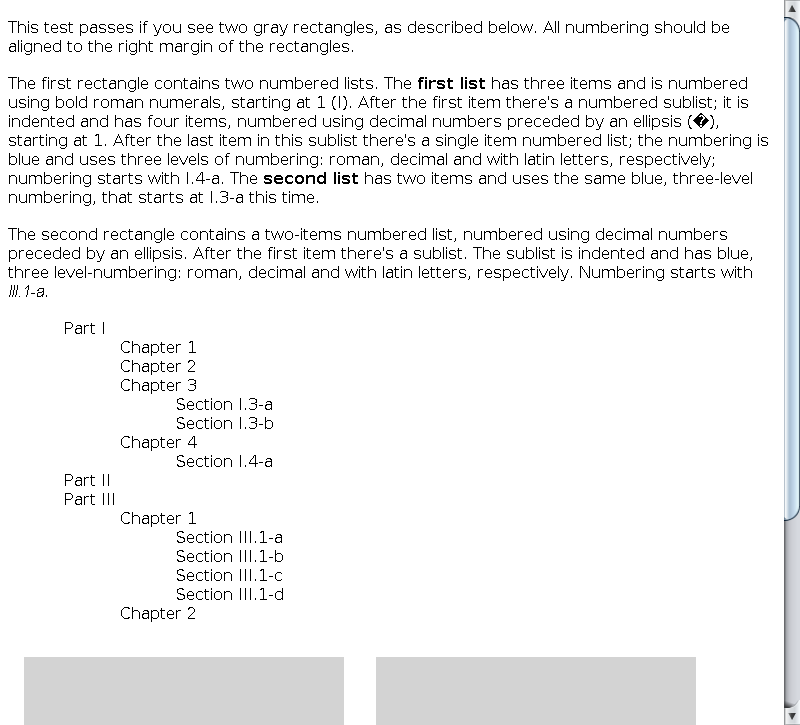 This test passes if you see two gray rectangles, as described below. All numbering should be
aligned to the right margin of the rectangles.
The first rectangle contains two numbered lists. The first list has three items and is numbered
using bold roman numerals, starting at 1 (I). After the first item there's a numbered sublist; it is
indented and has four items, numbered using decimal numbers preceded by an ellipsis (�),
starting at 1. After the last item in this sublist there's a single item numbered list; the numbering is
blue and uses three levels of numbering: roman, decimal and with latin letters, respectively;
numbering starts with I.4-a. The second list has two items and uses the same blue, three-level
numbering, that starts at I.3-a this time.
The second rectangle contains a two-items numbered list, numbered using decimal numbers
preceded by an ellipsis. After the first item there's a sublist. The sublist is indented and has blue,
three level-numbering: roman, decimal and with latin letters, respectively. Numbering starts with
III.1-a.
Part I
Chapter 1
Chapter 2
Chapter 3
Section I.3-a
Section I.3-b
Chapter 4
Section I.4-a
Part II
Part III
Chapter 1
Section III.1-a
Section III.1-b
Section III.1-c
Section III.1-d
Chapter 2